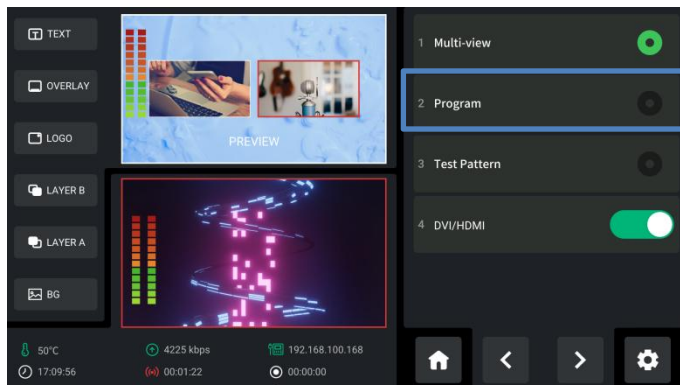 TEXT
OVERLAY
LOGO
LAYER B
LAYER A
BG
PREVIEW
50°C
4225 kbps
192.168.100.168
17:09:56
00:01:22
00:00:00
1 Multi-view
2 Program
3 Test Pattern
4 DVI/HDMI